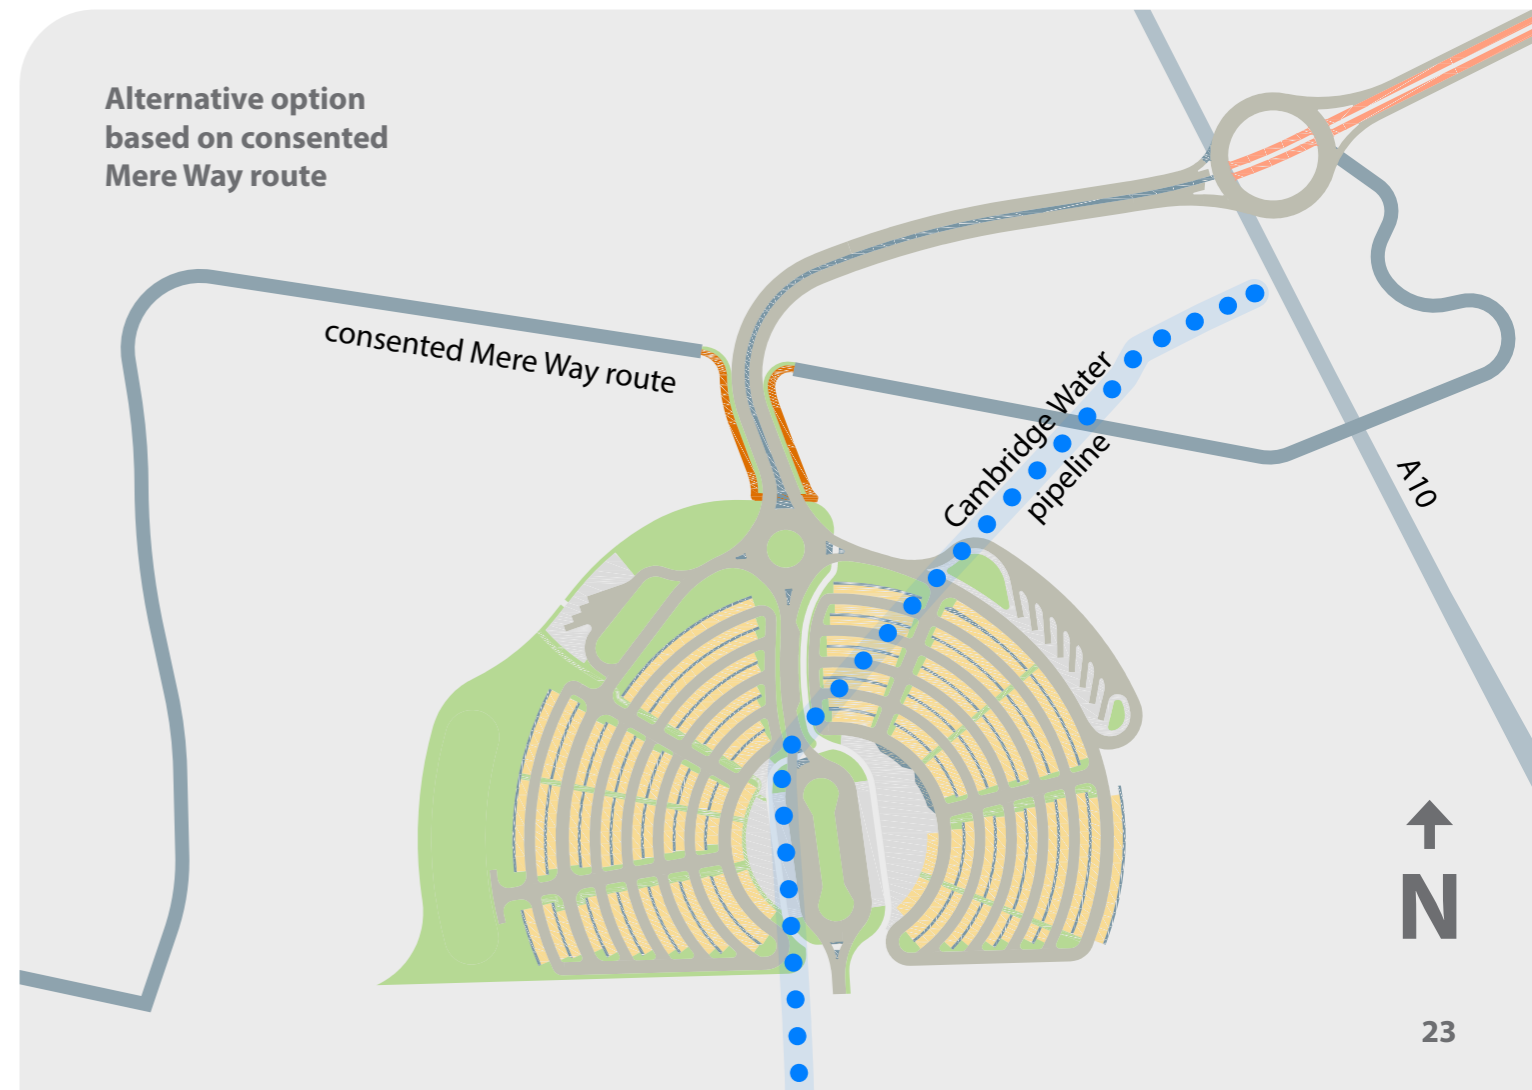 Alternative option
based on consented
Mere Way route
consented Mere Way route
Cambridge Water
pipeline
A10
N
23